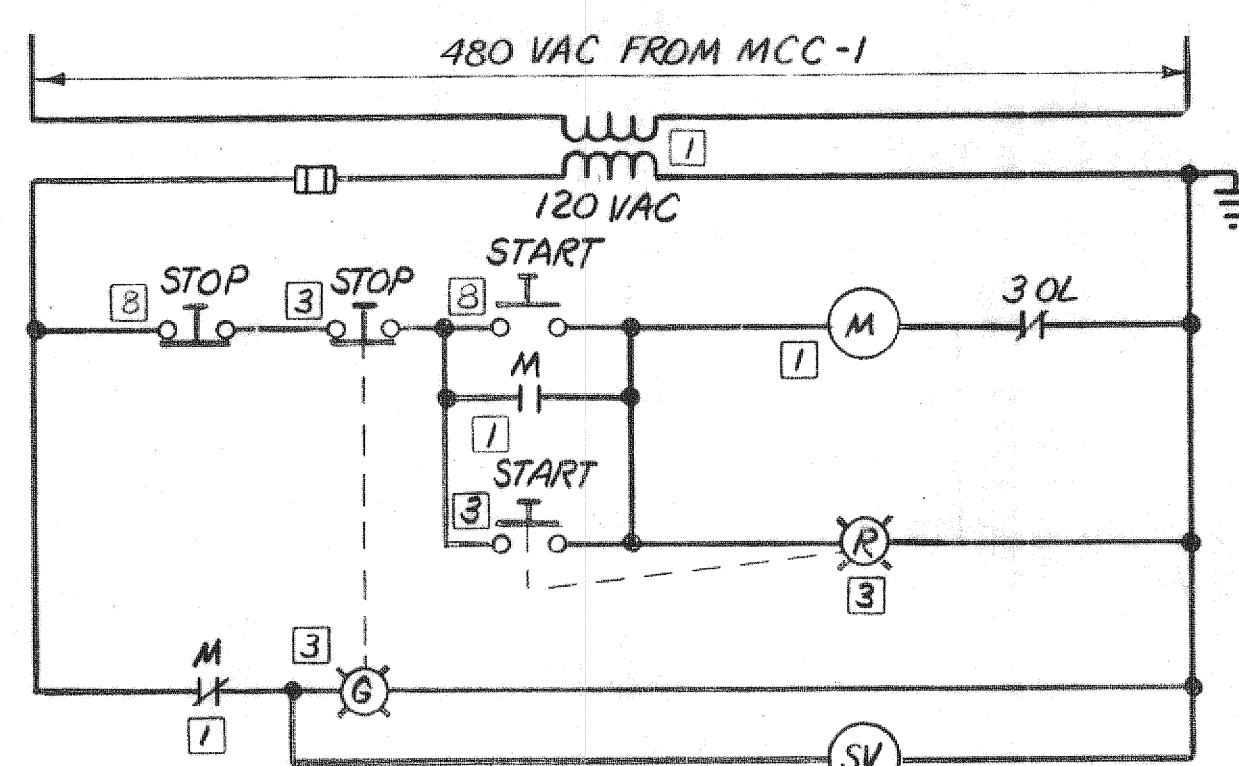 480 VAC FROM MCC-1
1
120 VAC
START
STOP STOP
8 3 8
3 OL
M
1
M
1
START
3
R
3
3
M
G
1
SV